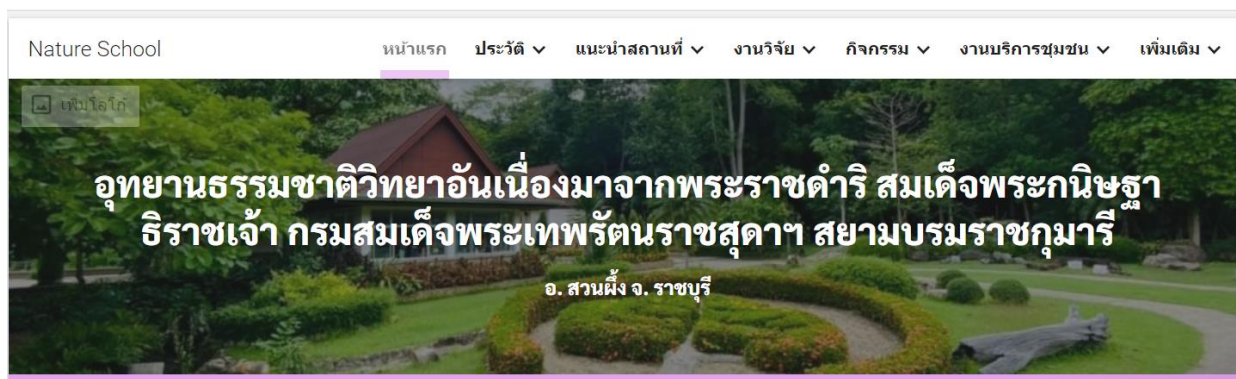 Nature School หน้าแรก ประวัติ แนะนำสถานที่ งานวิจัย กิจกรรม งานบริการชุมชน เพิ่มเติม
เพิ่มโลโก้
อุทยานธรรมชาติวิทยาอันเนื่องมาจากพระราชดำริ สมเด็จพระกนิษฐา
ธิราชเจ้า กรมสมเด็จพระเทพรัตนราชสุดาฯ สยามบรมราชกุมารี
อ. สวนผึ้ง จ. ราชบุรี